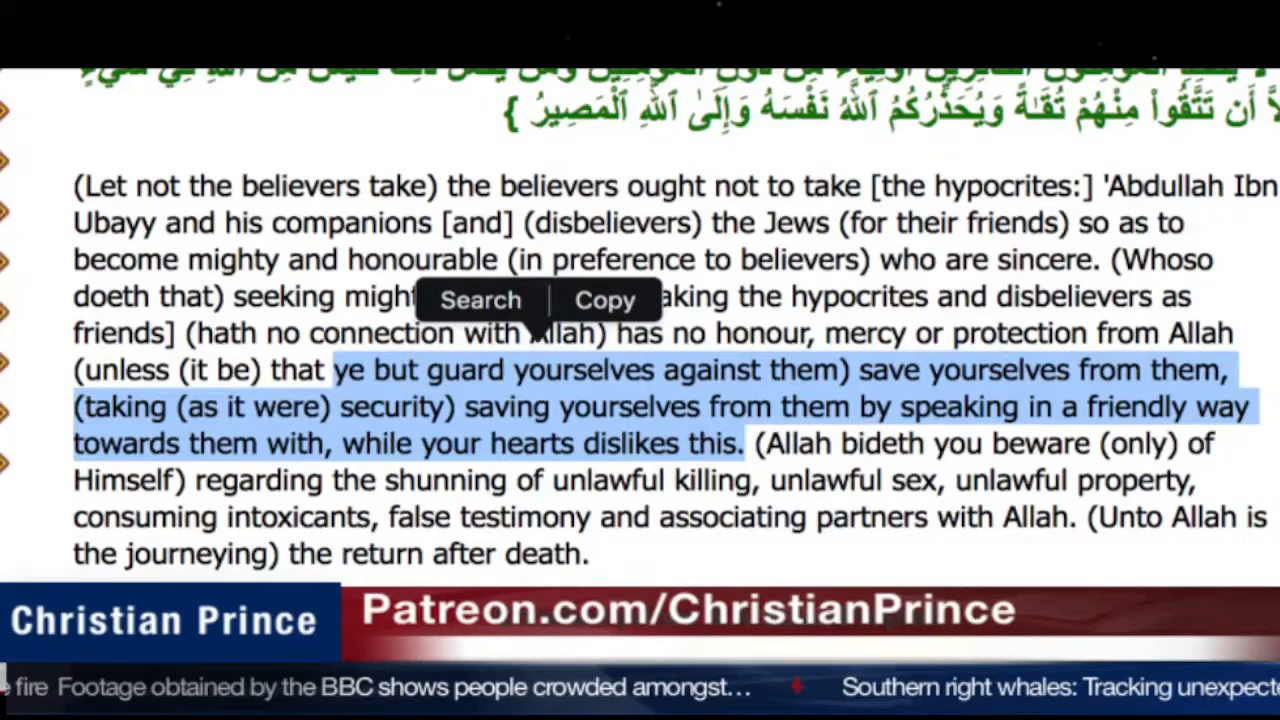 لاَّ أَن تَتَّقُواْ مِنْهُمْ تُقَـٰةً وَيُحَذِّرُكُمُ ٱللَّهُ نَفْسَهُ وَإِلَىٰ ٱللَّهِ ٱلْمَصِيرُ }
(Let not the believers take) the believers ought not to take [the hypocrites:] 'Abdullah Ibn
Ubayy and his companions [and] (disbelievers) the Jews (for their friends) so as to
become mighty and honourable (in preference to believers) who are sincere. (Whoso
doeth that) seeking might aking the hypocrites and disbelievers as
Search Copy
friends] (hath no connection with Allah) has no honour, mercy or protection from Allah
(unless (it be) that ye but guard yourselves against them) save yourselves from them,
(taking (as it were) security) saving yourselves from them by speaking in a friendly way
towards them with, while your hearts dislikes this. (Allah bideth you beware (only) of
Himself) regarding the shunning of unlawful killing, unlawful sex, unlawful property,
consuming intoxicants, false testimony and associating partners with Allah. (Unto Allah is
the journeying) the return after death.
Christian Prince
Patreon.com/ChristianPrince
e fire Footage obtained by the BBC shows people crowded amongst... Southern right whales: Tracking unexpecte